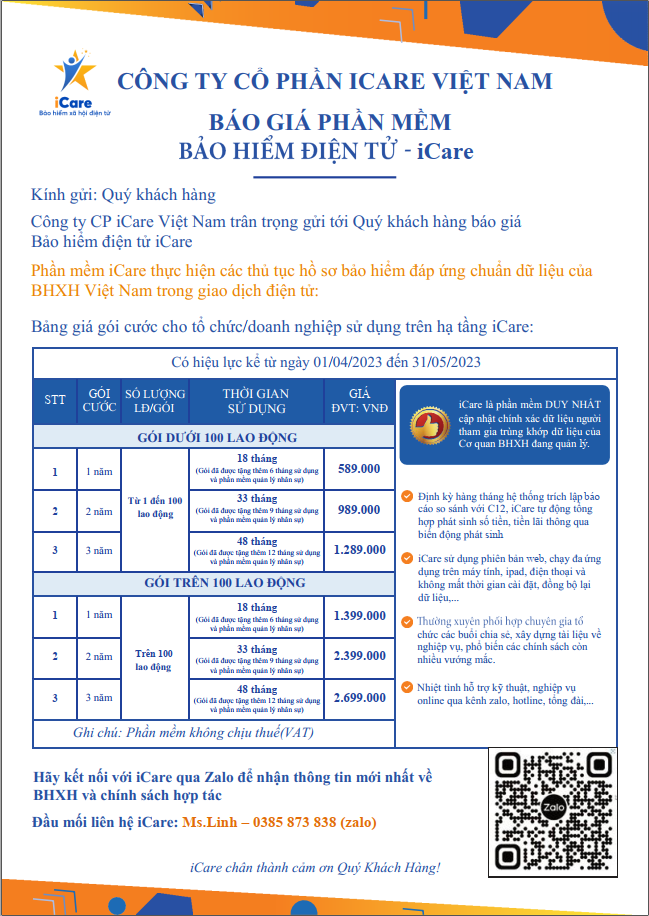 iCare
Bảo hiểm xã hội điện tử
CÔNG TY CỔ PHẦN ICARE VIỆT NAM
BÁO GIÁ PHẦN MỀM
BẢO HIỂM ĐIỆN TỬ - iCare
Kính gửi: Quý khách hàng
Công ty CP iCare Việt Nam trân trọng gửi tới Quý khách hàng báo giá
Bảo hiểm điện tử iCare
Phần mềm iCare thực hiện các thủ tục hồ sơ bảo hiểm đáp ứng chuẩn dữ liệu của
BHXH Việt Nam trong giao dịch điện tử:
Bảng giá gói cước cho tổ chức/doanh nghiệp sử dụng trên hạ tầng iCare:
Có hiệu lực kể từ ngày 01/04/2023 đến 31/05/2023
STT
GÓI
CƯỚC
SỐ LƯỢNG
LĐ/GÓI
THỜI GIAN
SỬ DỤNG
GIÁ
ĐVT: VNĐ
GÓI DƯỚI 100 LAO ĐỘNG
1
1 năm
Từ 1 đến 100
lao động
18 tháng
(Gói đã được tặng thêm 6 tháng sử dụng
và phần mềm quản lý nhân sự)
589.000
2
2 năm
33 tháng
(Gói đã được tặng thêm 9 tháng sử dụng
và phần mềm quản lý nhân sự)
989.000
3
3 năm
48 tháng
(Gói đã được tặng thêm 12 tháng sử dụng
và phần mềm quản lý nhân sự)
1.289.000
GÓI TRÊN 100 LAO ĐỘNG
1
1 năm
Trên 100
lao động
18 tháng
(Gói đã được tặng thêm 6 tháng sử dụng
và phần mềm quản lý nhân sự)
1.399.000
2
2 năm
33 tháng
(Gói đã được tặng thêm 9 tháng sử dụng
và phần mềm quản lý nhân sự)
2.399.000
3
3 năm
48 tháng
(Gói đã được tặng thêm 12 tháng sử dụng
và phần mềm quản lý nhân sự)
2.699.000
Ghi chú: Phần mềm không chịu thuế(VAT)
iCare là phần mềm DUY NHẤT
cập nhật chính xác dữ liệu người
tham gia trùng khớp dữ liệu của
Cơ quan BHXH đang quản lý.
Định kỳ hàng tháng hệ thống trích lập báo
cáo so sánh với C12, iCare tự động tổng
hợp phát sinh số tiền, tiền lãi thông qua
biến động phát sinh
iCare sử dụng phiên bản web, chạy đa ứng
dụng trên máy tính, ipad, điện thoại và
không mất thời gian cài đặt, đồng bộ lại
dữ liệu,...
Thường xuyên phối hợp chuyên gia tổ
chức các buổi chia sẻ, xây dựng tài liệu về
nghiệp vụ, phổ biến các chính sách còn
nhiều vướng mắc.
Nhiệt tình hỗ trợ kỹ thuật, nghiệp vụ
online qua kênh zalo, hotline, tổng đài,...
Hãy kết nối với iCare qua Zalo để nhận thông tin mới nhất về
BHXH và chính sách hợp tác
Đầu mối liên hệ iCare: Ms.Linh – 0385 873 838 (zalo)
Zalo
iCare chân thành cảm ơn Quý Khách Hàng!